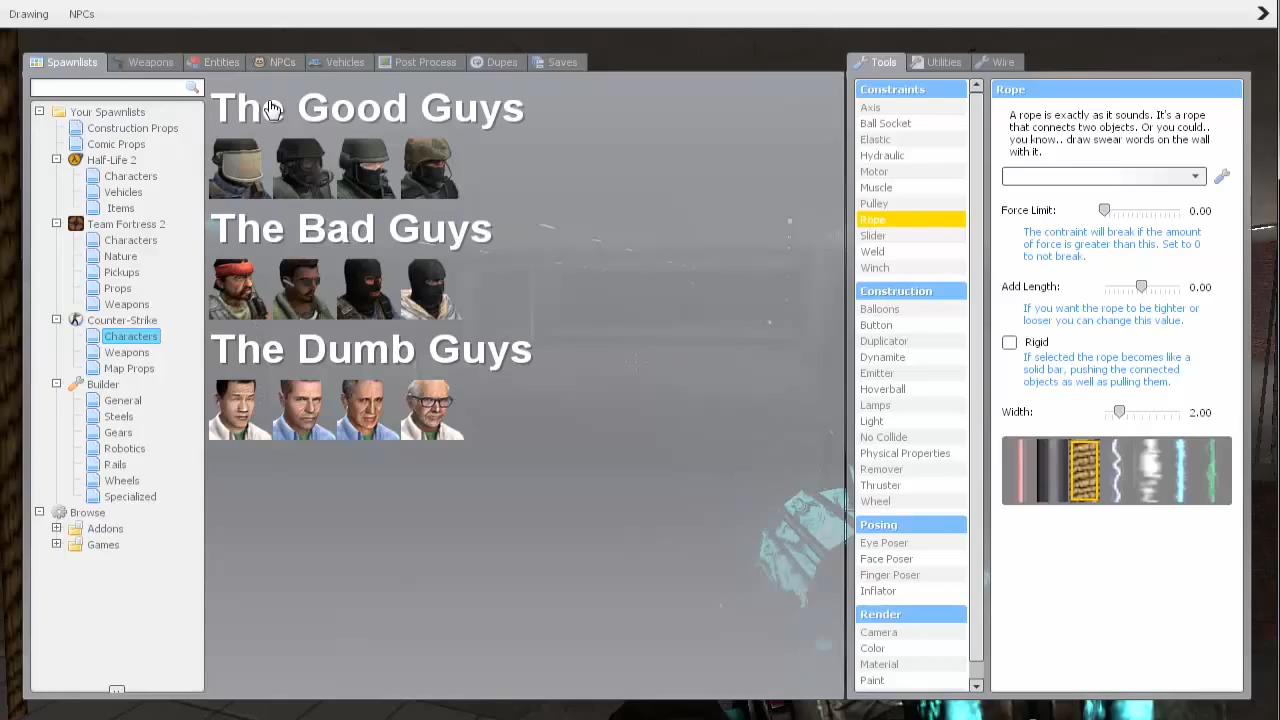 Drawing NPCs
Spawnlists Weapons Entities NPCs Vehicles Post Process Dupes Saves
Your Spawnlists
Construction Props
Comic Props
Half-Life 2
Characters
Vehicles
Items
Team Fortress 2
Characters
Nature
Pickups
Props
Weapons
Counter-Strike
Characters
Weapons
Map Props
Builder
General
Steels
Gears
Robotics
Rails
Wheels
Specialized
Browse
Addons
Games
The Good Guys
The Bad Guys
The Dumb Guys
Tools Utilities Wire
Constraints
Axis
Ball Socket
Elastic
Hydraulic
Motor
Muscle
Pulley
Rope
Slider
Weld
Winch
Construction
Balloons
Button
Duplicator
Dynamite
Emitter
Hoverball
Lamps
Light
No Collide
Physical Properties
Remover
Thruster
Wheel
Posing
Eye Poser
Face Poser
Finger Poser
Inflator
Render
Camera
Color
Material
Paint
Rope
A rope is exactly as it sounds. It's a rope
that connects two objects. Or you could..
you know.. draw swear words on the wall
with it.
Force Limit: 0.00
The contraint will break if the amount
of force is greater than this. Set to 0
to not break.
Add Length: 0.00
If you want the rope to be tighter or
looser you can change this value.
Rigid
If selected the rope becomes like a
solid bar, pushing the connected
objects as well as pulling them.
Width: 2.00